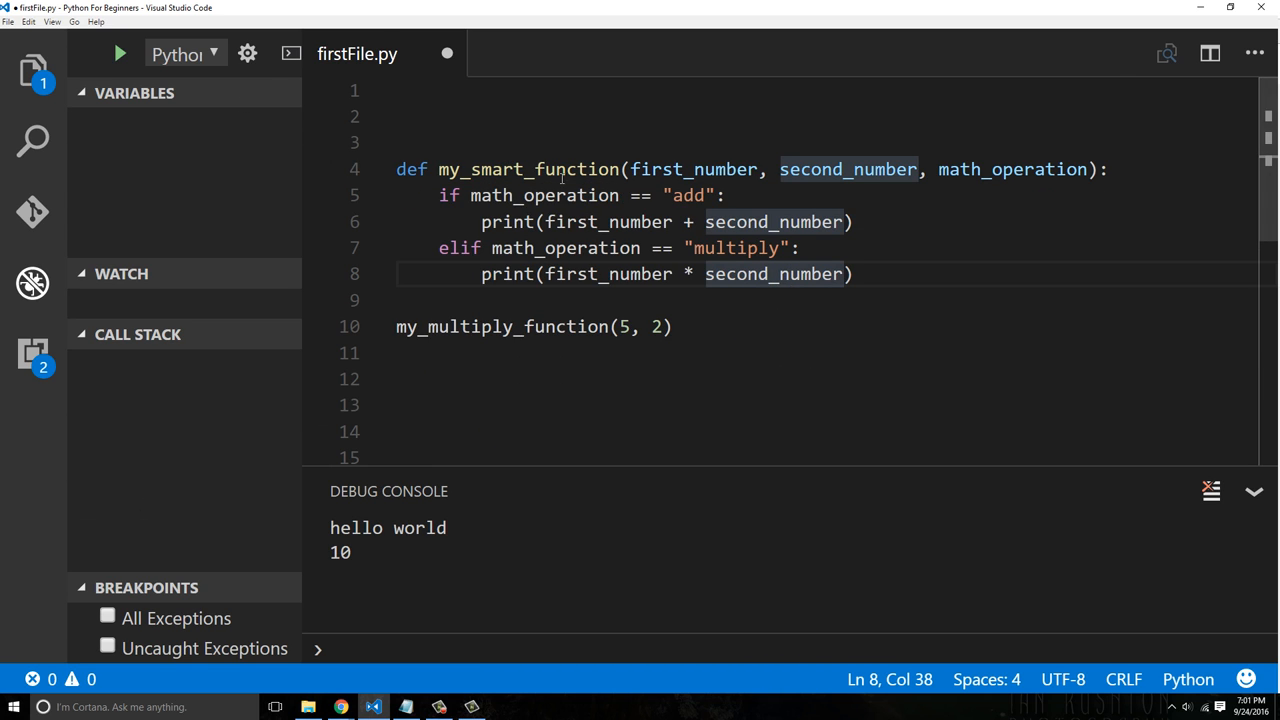 ● firstFile.py - Python For Beginners - Visual Studio Code
File Edit View Go Help
Python
firstFile.py
1
VARIABLES
WATCH
CALL STACK
2
BREAKPOINTS
All Exceptions
Uncaught Exceptions
1
2
3
4 def my_smart_function(first_number, second_number, math_operation):
5 if math_operation == "add":
6 print(first_number + second_number)
7 elif math_operation == "multiply":
8 print(first_number * second_number)
9
10 my_multiply_function(5, 2)
11
12
13
14
15
DEBUG CONSOLE
hello world
10
0 0 Ln 8, Col 38 Spaces: 4 UTF-8 CRLF Python
I'm Cortana. Ask me anything.
7:01 PM
9/24/2016